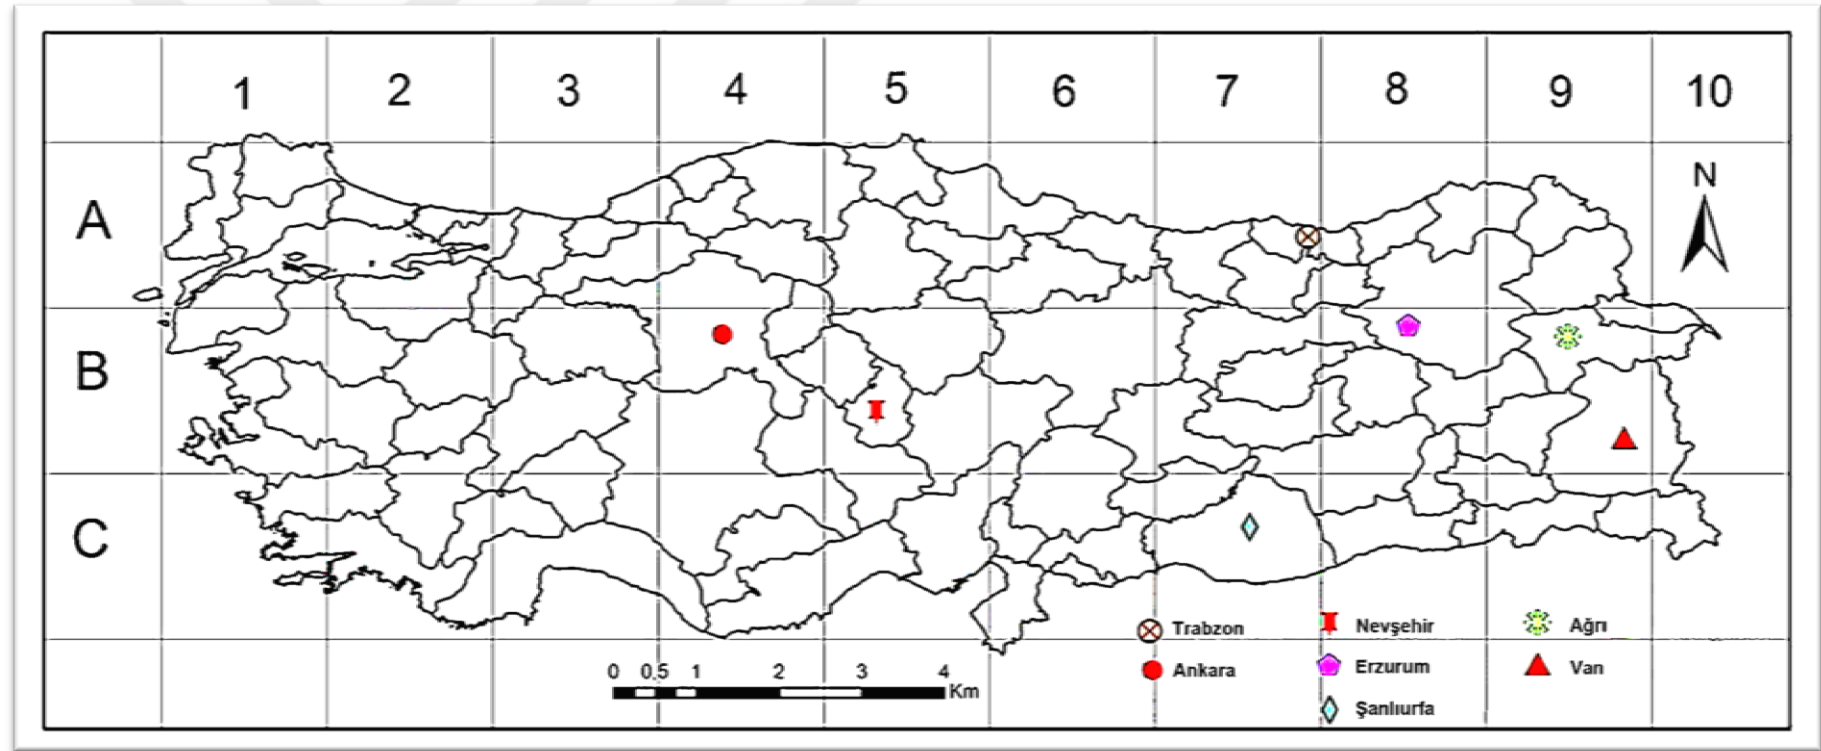 1 2 3 4 5 6 7 8 9 10
N
A
B
C
Trabzon Nevşehir Ağrı
Ankara Erzurum Van
Şanlıurfa
0 0,5 1 2 3 4
Km